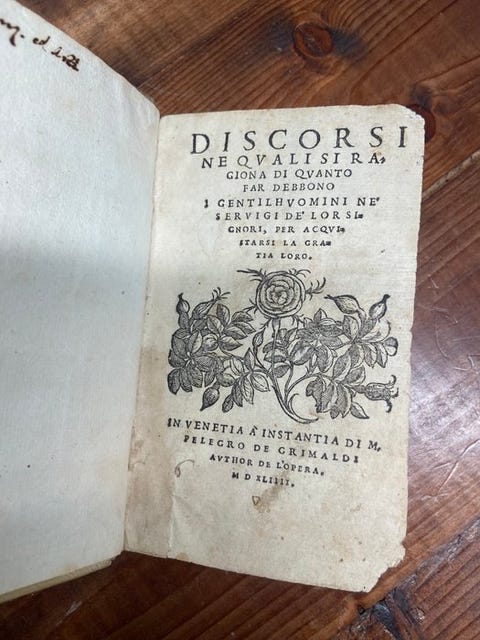 DISCORSI
NE QVALI SI RA-
GIONA DI QVANTO
FAR DEBBONO
I GENTILHVOMINI NE'
SERVIGI DE' LOR SI-
GNORI, PER ACQVI-
STARSI LA GRA-
TIA LORO.
IN VENETIA À INSTANTIA DI M.
PELEGRO DE GRIMALDI
AVTHOR DE L'OPERA.
M D XLIIII.